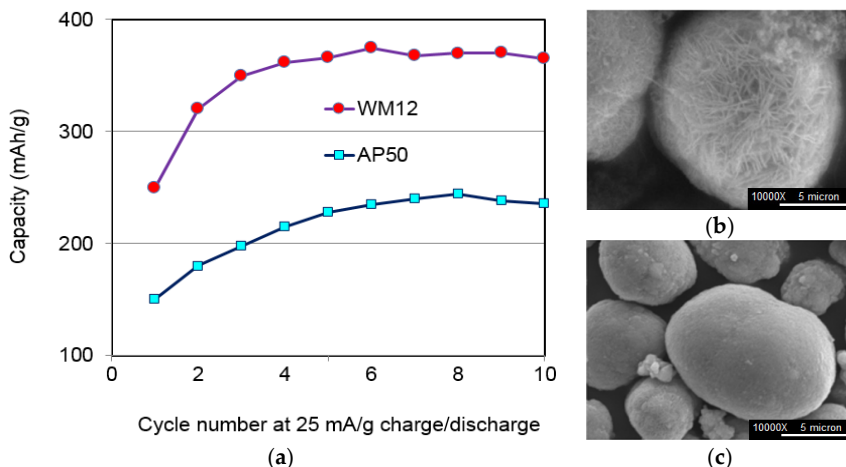 400
300
200
100
Capacity (mAh/g)
WM12
AP50
0
2
4
6
8
10
Cycle number at 25 mA/g charge/discharge
(a)
10000X 5 micron
(b)
10000X 5 micron
(c)